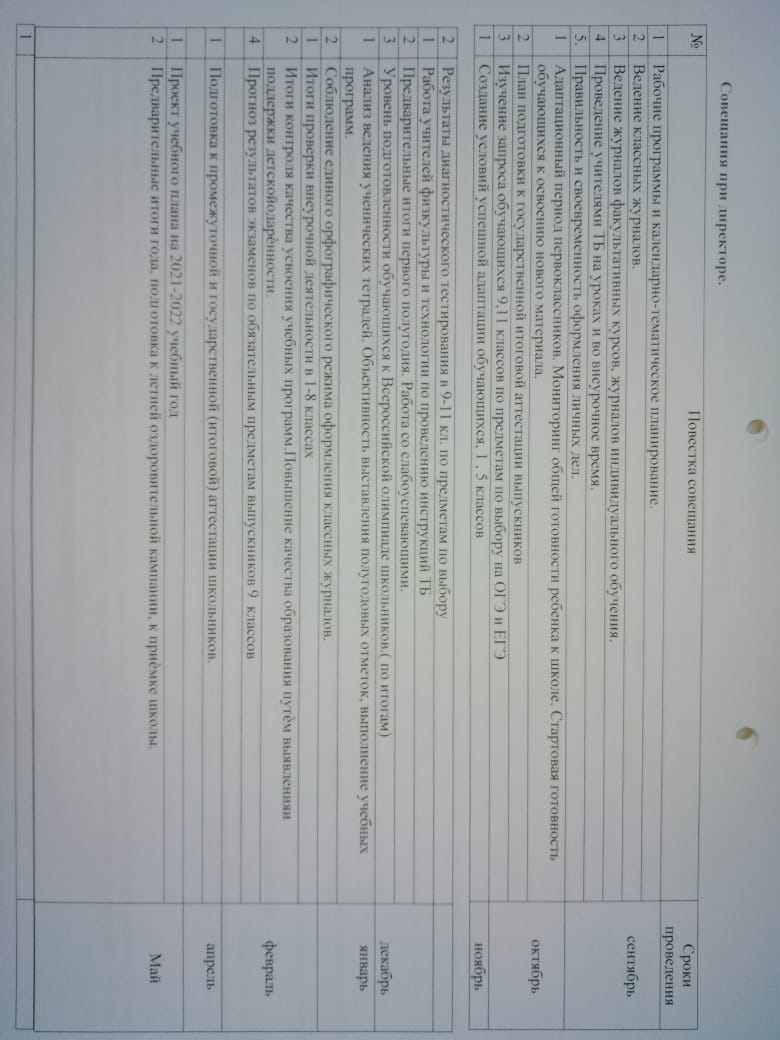 Совещания при директоре.
№ Повестка совещания Сроки проведения
1 Рабочие программы и календарно-тематическое планирование.
2 Ведение классных журналов.
3 Ведение журналов факультативных курсов, журналов индивидуального обучения. сентябрь
4 Проведение учителями ТБ на уроках и во внеурочное время.
5. Правильность и своевременность оформления личных дел.
1 Адаптационный период первоклассников. Мониторинг общей готовности ребенка к школе. Стартовая готовность
обучающихся к освоению нового материала. октябрь
2 План подготовки к государственной итоговой аттестации выпускников
3 Изучение запроса обучающихся 9,11 классов по предметам по выбору на ОГЭ и ЕГЭ
1 Создание условий успешной адаптации обучающихся, 1 , 5 классов ноябрь
2 Результаты диагностического тестирования в 9-11 кл. по предметам по выбору
1 Работа учителей физкультуры и технологии по проведению инструкций ТБ
2 Предварительные итоги первого полугодия. Работа со слабоуспевающими.
3 Уровень подготовленности обучающихся к Всероссийской олимпиаде школьников.( по итогам) декабрь
1 Анализ ведения ученических тетрадей. Объективность выставления полугодовых отметок, выполнение учебных январь
программ.
2 Соблюдение единого орфографического режима оформления классных журналов.
1 Итоги проверки внеурочной деятельности в 1-8 классах
2 Итоги контроля качества усвоения учебных программ.Повышение качества образования путём выявленияи
поддержки детскойодарённости. февраль
4 Прогноз результатов экзаменов по обязательным предметам выпускников 9 классов
1 Подготовка к промежуточной и государственной (итоговой) аттестации школьников. апрель
1 Проект учебного плана на 2021-2022 учебный год
2 Предварительные итоги года, подготовка к летней оздоровительной кампании, к приёмке школы. Май
1